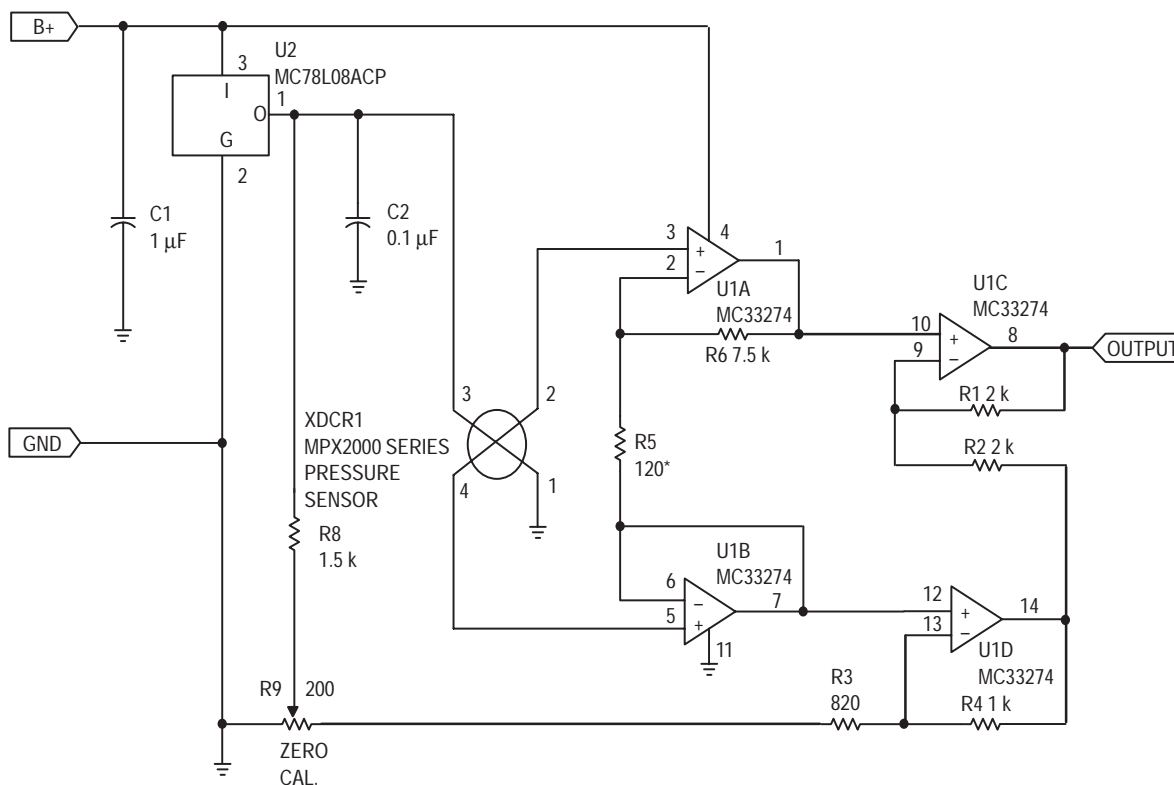 B+
U2
MC78L08ACP
3
I
1
O
G
2
C1
1 µF
C2
0.1 µF
3
4
1
+
2
–
U1A
MC33274
R6 7.5 k
U1C
MC33274
10
8
+
9
–
OUTPUT
R1 2 k
R2 2 k
GND
XDCR1
MPX2000 SERIES
PRESSURE
SENSOR
3
2
4
1
R5
120*
R8
1.5 k
U1B
MC33274
6
–
7
5
+
11
12
14
+
13
–
U1D
MC33274
R9
200
R3
820
R4 1 k
ZERO
CAL.